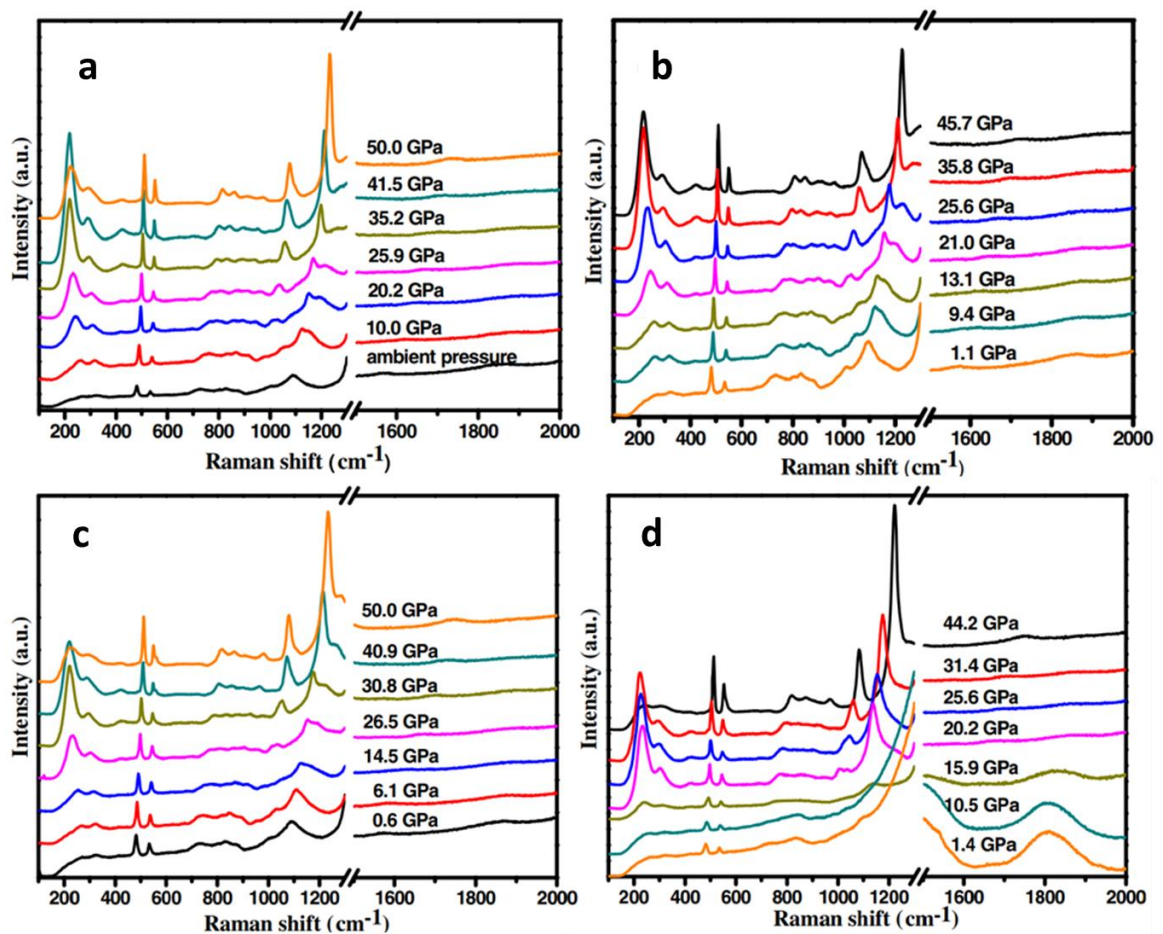 a
50.0 GPa
41.5 GPa
35.2 GPa
25.9 GPa
20.2 GPa
10.0 GPa
ambient pressure
Intensity (a.u.)
200 400 600 800 1000 1200 1600 1800 2000
Raman shift (cm-1)
b
45.7 GPa
35.8 GPa
25.6 GPa
21.0 GPa
13.1 GPa
9.4 GPa
1.1 GPa
Intensity (a.u.)
200 400 600 800 1000 1200 1600 1800 2000
Raman shift (cm-1)
c
50.0 GPa
40.9 GPa
30.8 GPa
26.5 GPa
14.5 GPa
6.1 GPa
0.6 GPa
Intensity (a.u.)
200 400 600 800 1000 1200 1600 1800 2000
Raman shift (cm-1)
d
44.2 GPa
31.4 GPa
25.6 GPa
20.2 GPa
15.9 GPa
10.5 GPa
1.4 GPa
Intensity (a.u.)
200 400 600 800 1000 1200 1600 1800 2000
Raman shift (cm-1)